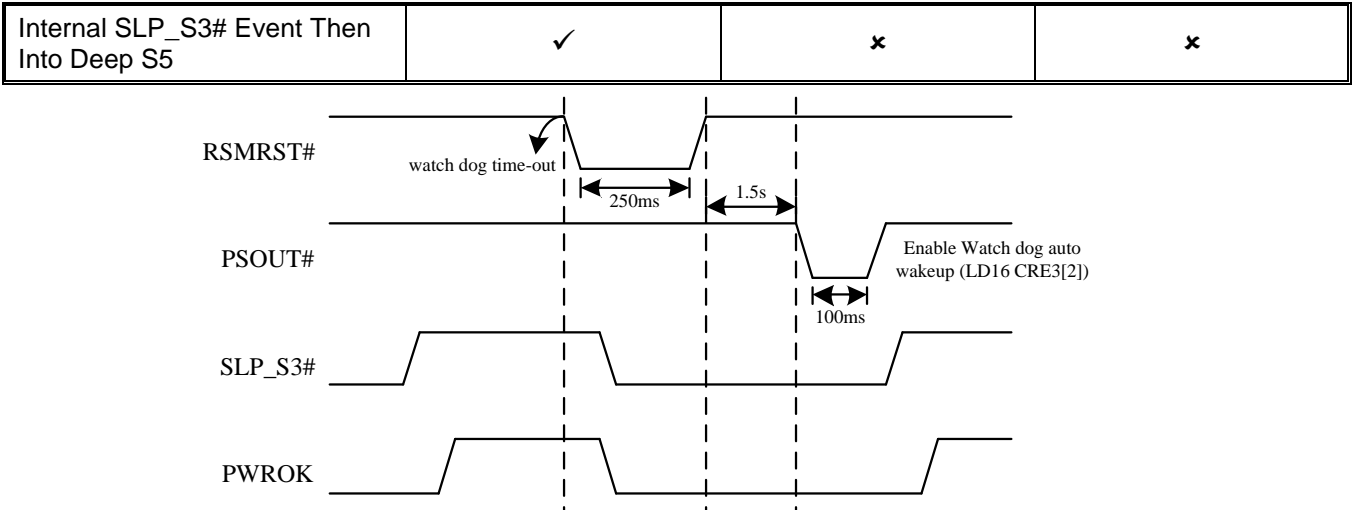 Internal SLP_S3# Event Then
Into Deep S5
✓
×
×
RSMRST#
watch dog time-out
250ms
1.5s
PSOUT#
Enable Watch dog auto
wakeup (LD16 CRE3[2])
100ms
SLP_S3#
PWROK